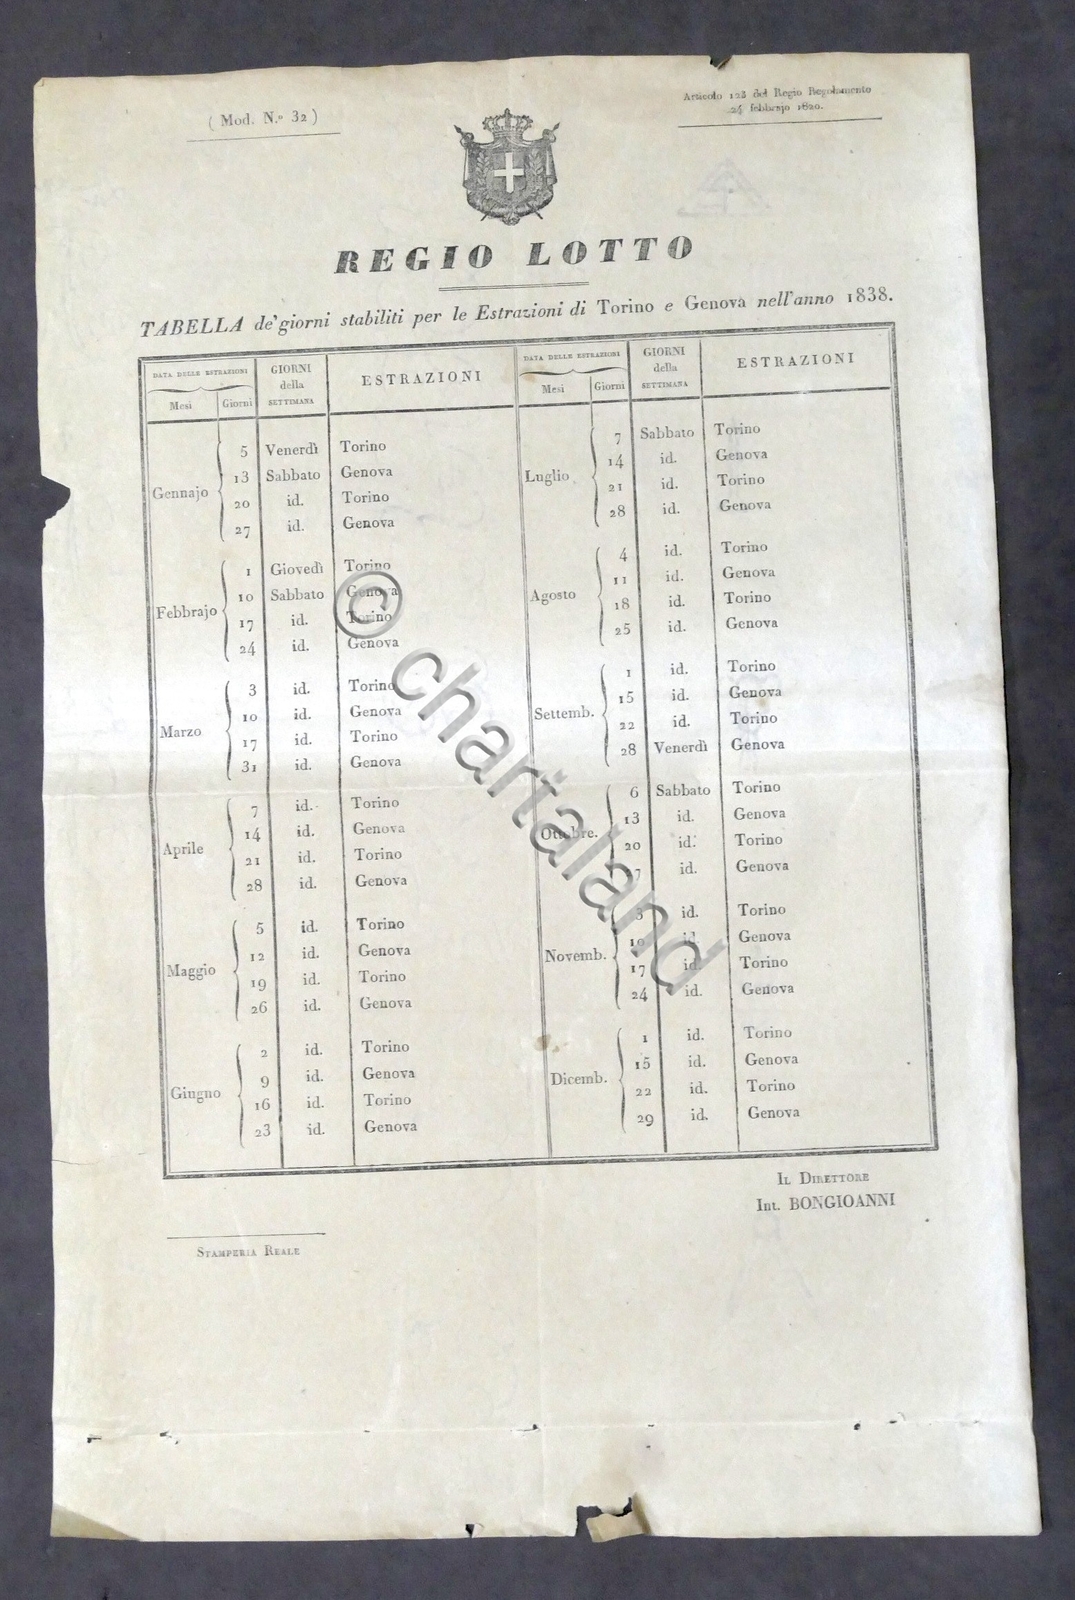 ( Mod. N.º 32 )
Articolo 123 del Regio Regolamento
24 febbrajo 1820.
REGIO LOTTO
TABELLA de' giorni stabiliti per le Estrazioni di Torino e Genova nell'anno 1838.
DATA DELLE ESTRAZIONI GIORNI della SETTIMANA ESTRAZIONI
Mesi Giorni
Gennajo
5 Venerdì Torino
13 Sabbato Genova
20 id. Torino
27 id. Genova
Febbrajo
1 Giovedì Torino
10 Sabbato Genova
17 id. Torino
24 id. Genova
Marzo
3 id. Torino
10 id. Genova
17 id. Torino
31 id. Genova
Aprile
7 id. Torino
14 id. Genova
21 id. Torino
28 id. Genova
Maggio
5 id. Torino
12 id. Genova
19 id. Torino
26 id. Genova
Giugno
2 id. Torino
9 id. Genova
16 id. Torino
23 id. Genova
DATA DELLE ESTRAZIONI GIORNI della SETTIMANA ESTRAZIONI
Mesi Giorni
Luglio
7 Sabbato Torino
14 id. Genova
21 id. Torino
28 id. Genova
Agosto
4 id. Torino
11 id. Genova
18 id. Torino
25 id. Genova
Settemb.
1 id. Torino
15 id. Genova
22 id. Torino
28 Venerdì Genova
Ottobre.
6 Sabbato Torino
13 id. Genova
20 id. Torino
id. Genova
Novemb.
3 id. Torino
10 id. Genova
17 id. Torino
24 id. Genova
Dicemb.
1 id. Torino
15 id. Genova
22 id. Torino
29 id. Genova
IL DIRETTORE
Int. BONGIOANNI
STAMPERIA REALE
© chartaland